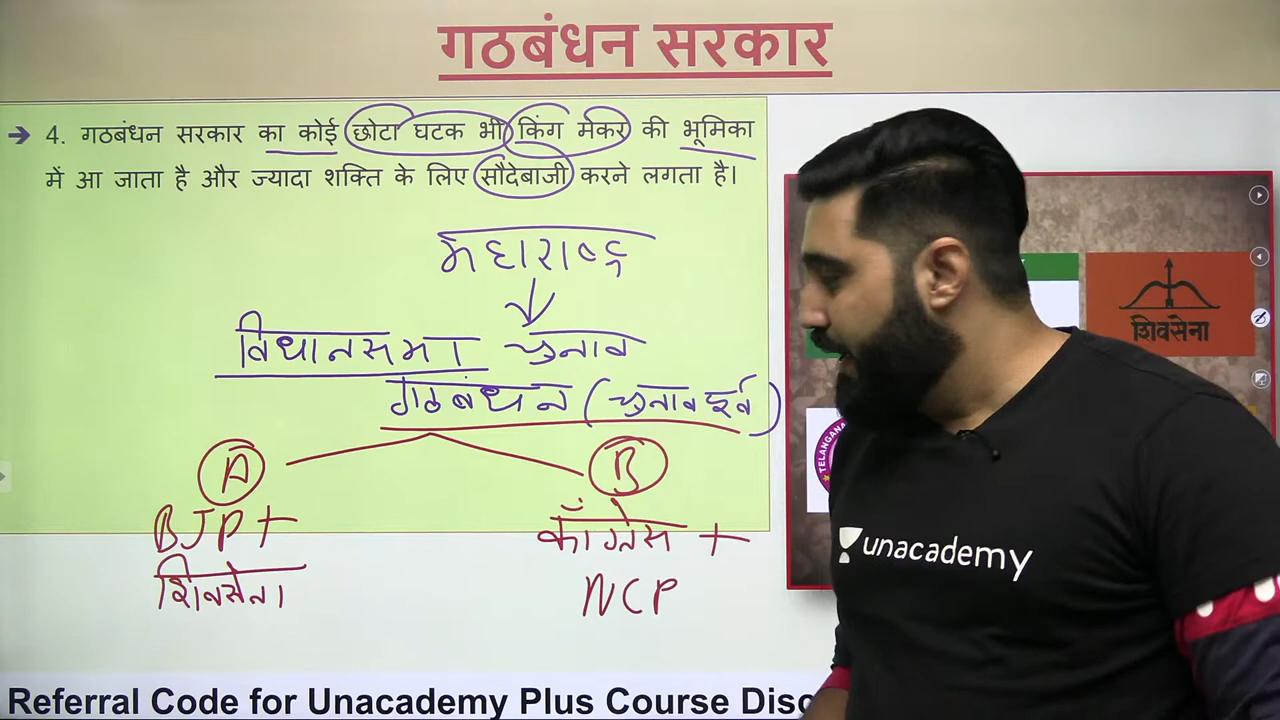 गठबंधन सरकार
→ 4. गठबंधन सरकार का कोई छोटा घटक भी किंग मेकर की भूमिका
में आ जाता है और ज्यादा शक्ति के लिए सौदेबाजी करने लगता है।
महाराष्ट्र
विधानसभा चुनाव
गठबंधन (चुनाव पूर्व)
A B
BJP + काँग्रेस +
शिवसेना NCP
शिवसेना
TELANGANA
unacademy
Referral Code for Unacademy Plus Course